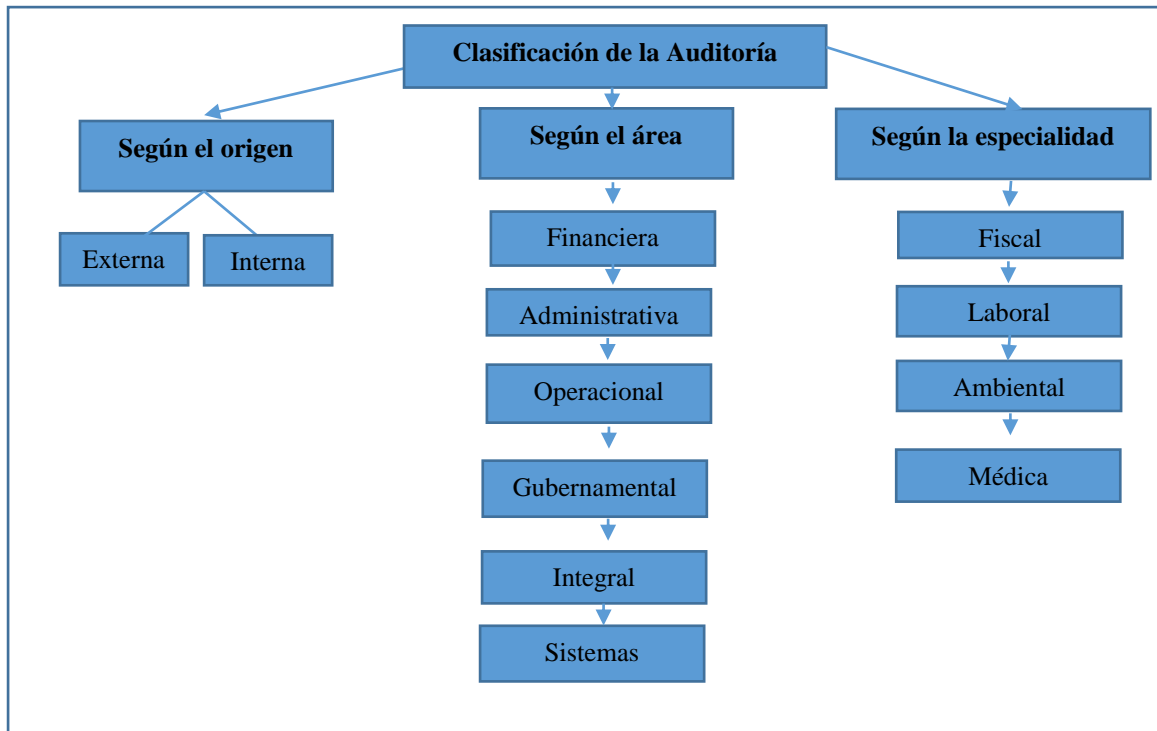 Clasificación de la Auditoría
Según el origen
Externa
Interna
Según el área
Financiera
Administrativa
Operacional
Gubernamental
Integral
Sistemas
Según la especialidad
Fiscal
Laboral
Ambiental
Médica